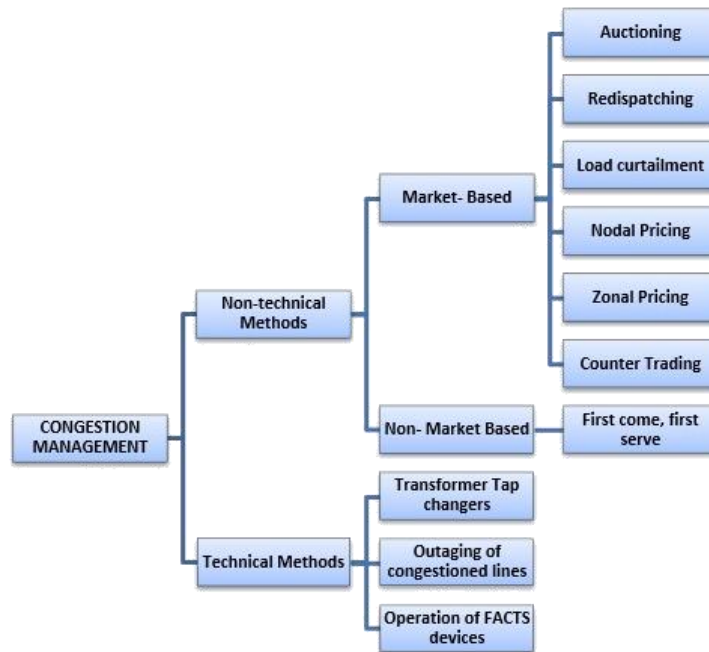 Auctioning
Redispatching
Load curtailment
Market- Based
Nodal Pricing
Non-technical
Methods
Zonal Pricing
Counter Trading
CONGESTION
MANAGEMENT
Non- Market Based
First come, first
serve
Transformer Tap
changers
Technical Methods
Outaging of
congestioned lines
Operation of FACTS
devices